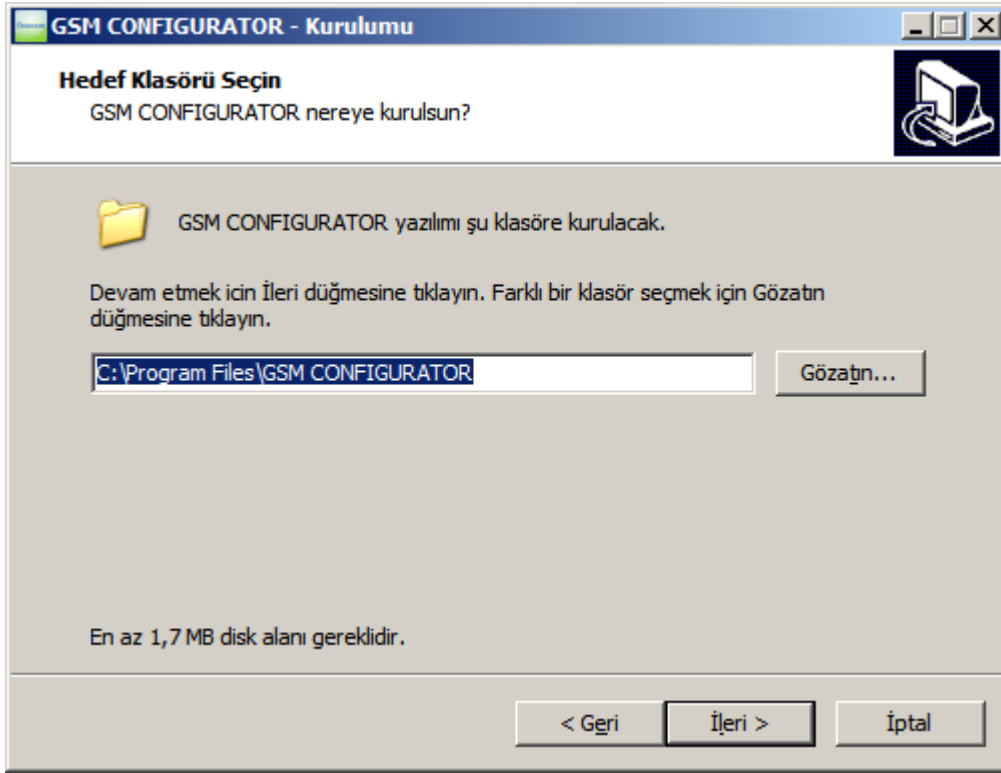 GSM CONFIGURATOR - Kurulumu
Hedef Klasörü Seçin
GSM CONFIGURATOR nereye kurulsun?
GSM CONFIGURATOR yazılımı şu klasöre kurulacak.
Devam etmek icin İleri düğmesine tıklayın. Farklı bir klasör seçmek için Gözatın
düğmesine tıklayın.
C:\Program Files\GSM CONFIGURATOR
Gözatın...
En az 1,7 MB disk alanı gereklidir.
< Geri
İleri >
İptal